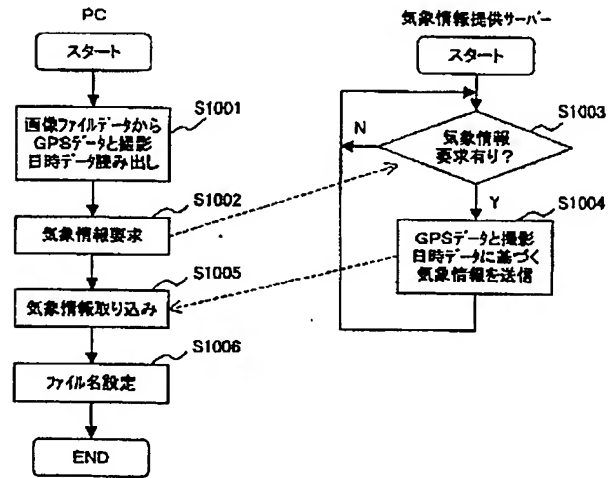 PC
スタート
S1001
画像ファイルデータから
GPSデータと撮影
日時データ読み出し
S1002
気象情報要求
S1005
気象情報取り込み
S1006
ファイル名設定
END
気象情報提供サーバー
スタート
S1003
N
気象情報
要求有り?
Y
S1004
GPSデータと撮影
日時データに基づく
気象情報を送信